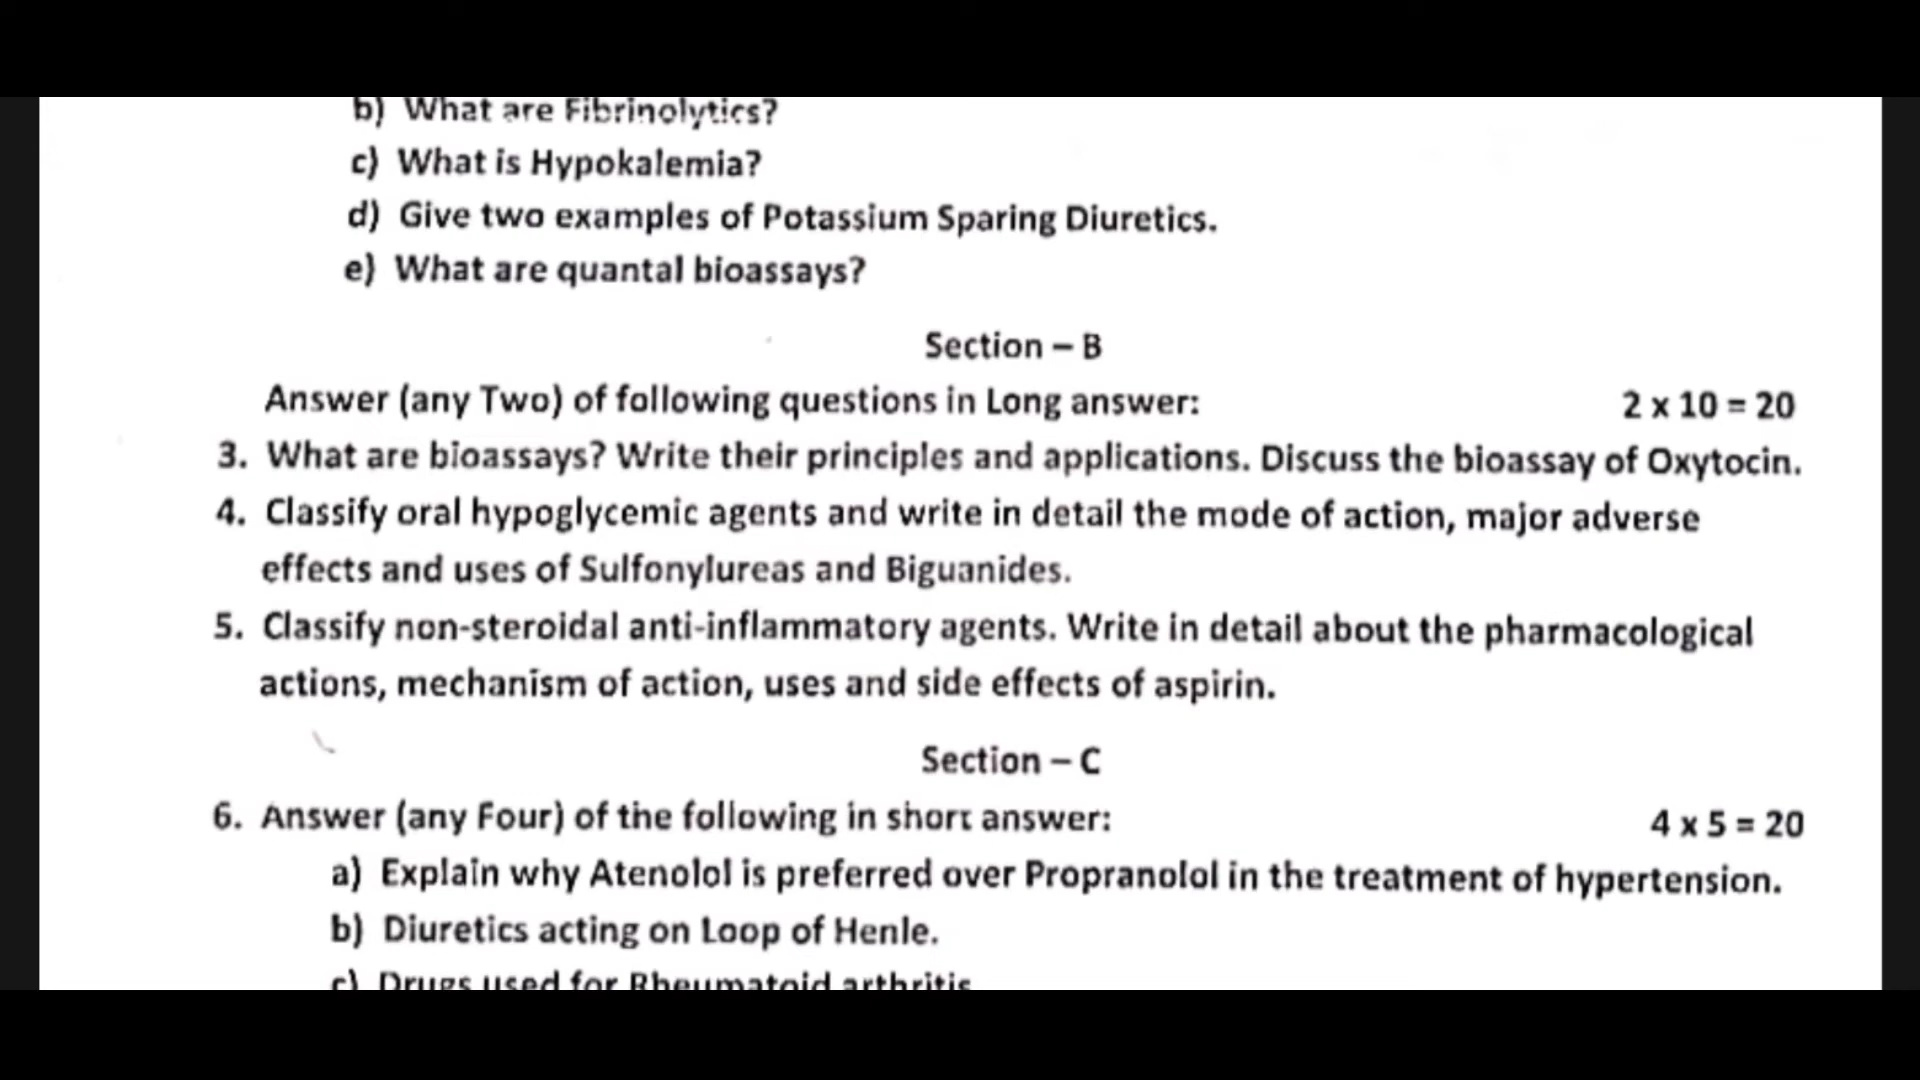 b) What are Fibrinolytics?
c) What is Hypokalemia?
d) Give two examples of Potassium Sparing Diuretics.
e) What are quantal bioassays?
Section – B
Answer (any Two) of following questions in Long answer: 2 x 10 = 20
3. What are bioassays? Write their principles and applications. Discuss the bioassay of Oxytocin.
4. Classify oral hypoglycemic agents and write in detail the mode of action, major adverse
effects and uses of Sulfonylureas and Biguanides.
5. Classify non-steroidal anti-inflammatory agents. Write in detail about the pharmacological
actions, mechanism of action, uses and side effects of aspirin.
Section – C
6. Answer (any Four) of the following in short answer: 4 x 5 = 20
a) Explain why Atenolol is preferred over Propranolol in the treatment of hypertension.
b) Diuretics acting on Loop of Henle.
c) Drugs used for Rheumatoid arthritis